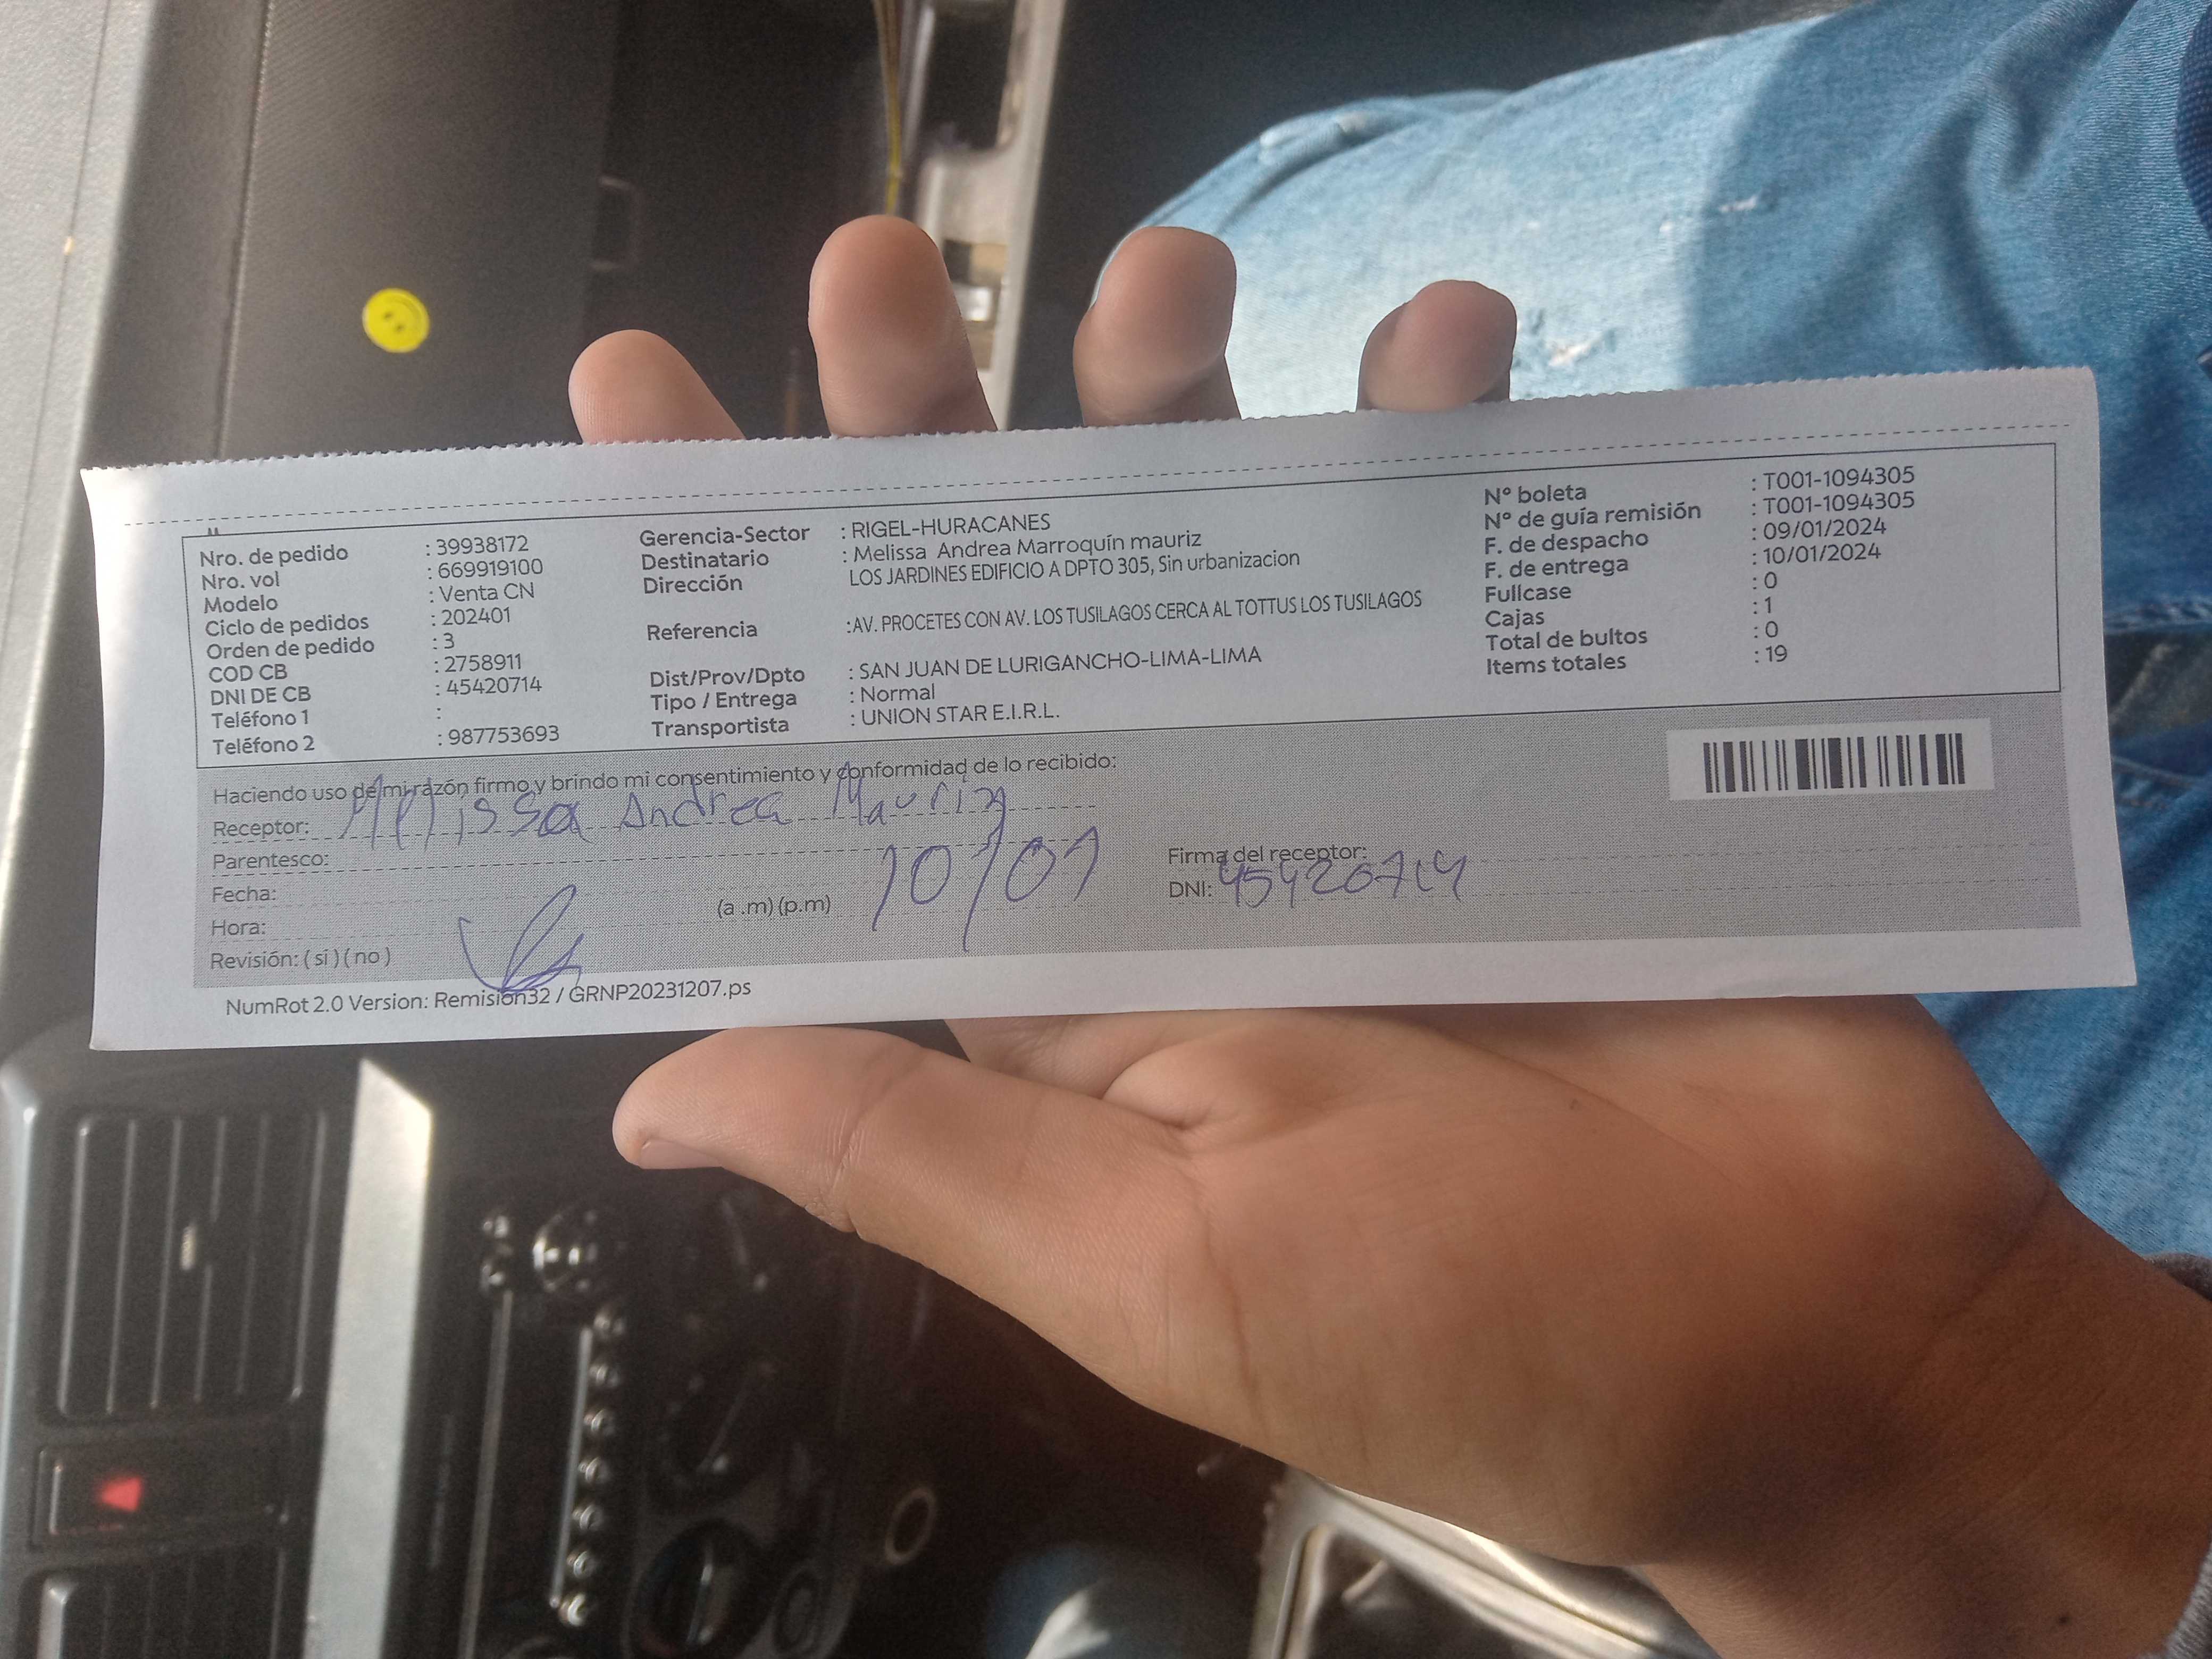 Nro. de pedido : 39938172
Nro. vol : 669919100
Modelo : Venta CN
Ciclo de pedidos : 202401
Orden de pedido : 3
COD CB : 2758911
DNI DE CB : 45420714
Teléfono 1 :
Teléfono 2 : 987753693
Gerencia-Sector : RIGEL-HURACANES
Destinatario : Melissa Andrea Marroquín mauriz
Dirección LOS JARDINES EDIFICIO A DPTO 305, Sin urbanizacion
Referencia :AV. PROCETES CON AV. LOS TUSILAGOS CERCA AL TOTTUS LOS TUSILAGOS
Dist/Prov/Dpto : SAN JUAN DE LURIGANCHO-LIMA-LIMA
Tipo / Entrega : Normal
Transportista : UNION STAR E.I.R.L.
N° boleta : T001-1094305
N° de guía remisión : T001-1094305
F. de despacho : 09/01/2024
F. de entrega : 10/01/2024
Fullcase : 0
Cajas : 1
Total de bultos : 0
Items totales : 19
Haciendo uso de mi razón firmo y brindo mi consentimiento y conformidad de lo recibido:
Receptor: Melissa Andrea Mauriz
Parentesco:
Fecha: 10/01
Hora: (a .m) (p.m)
Revisión: ( sí ) ( no )
Firma del receptor:
DNI: 45420714
NumRot 2.0 Version: Remision32 / GRNP20231207.ps